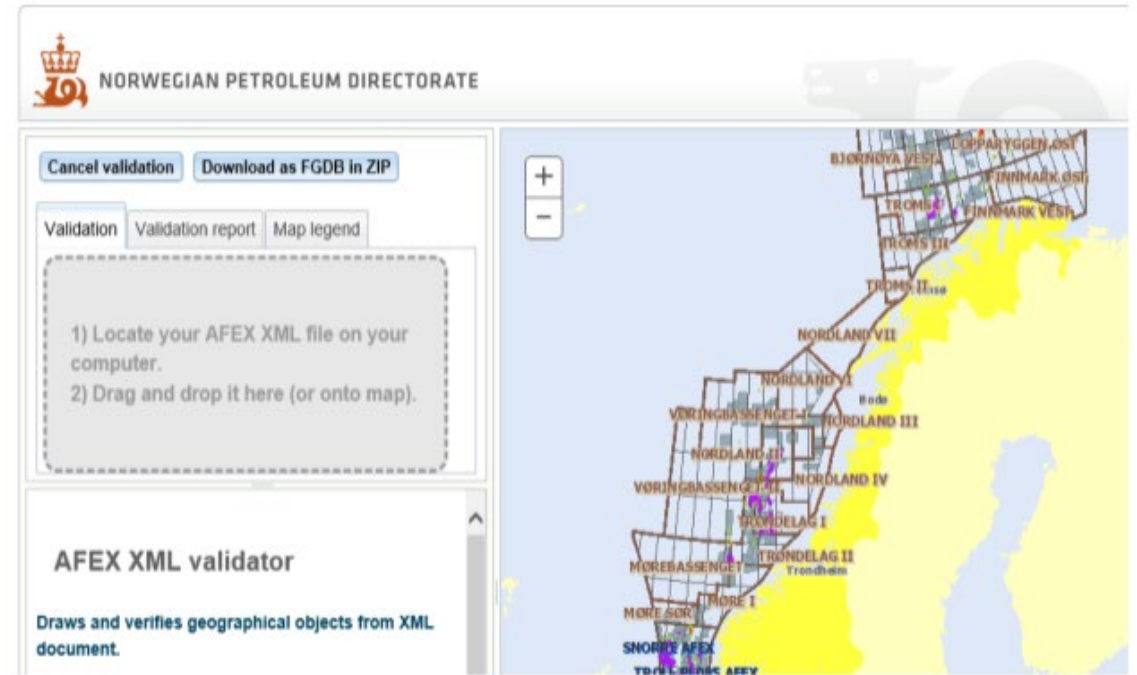 NORWEGIAN PETROLEUM DIRECTORATE
Cancel validation
Download as FGDB in ZIP
Validation
Validation report
Map legend
1) Locate your AFEX XML file on your
computer.
2) Drag and drop it here (or onto map).
AFEX XML validator
Draws and verifies geographical objects from XML
document.
+
−
BJØRNØYA VEST
LOPPARYGGEN ØST
FINNMARK ØST
TROMS I
FINNMARK VEST
TROMS III
TROMS II
NORDLAND VII
NORDLAND VI
Bodø
VØRINGBASSENGET I
NORDLAND III
NORDLAND II
NORDLAND IV
VØRINGBASSENGET II
TRØNDELAG I
TRØNDELAG II
MØREBASSENGET
Trondheim
MØRE I
MØRE SØR
SNORRE AFEX